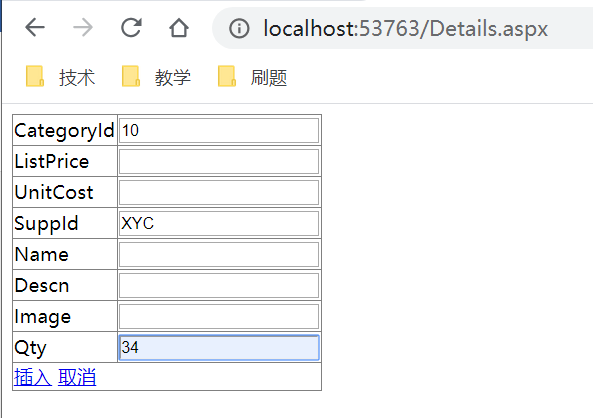 localhost:53763/Details.aspx
技术 教学 刷题
CategoryId 10
ListPrice
UnitCost
SuppId XYC
Name
Descn
Image
Qty 34
插入 取消